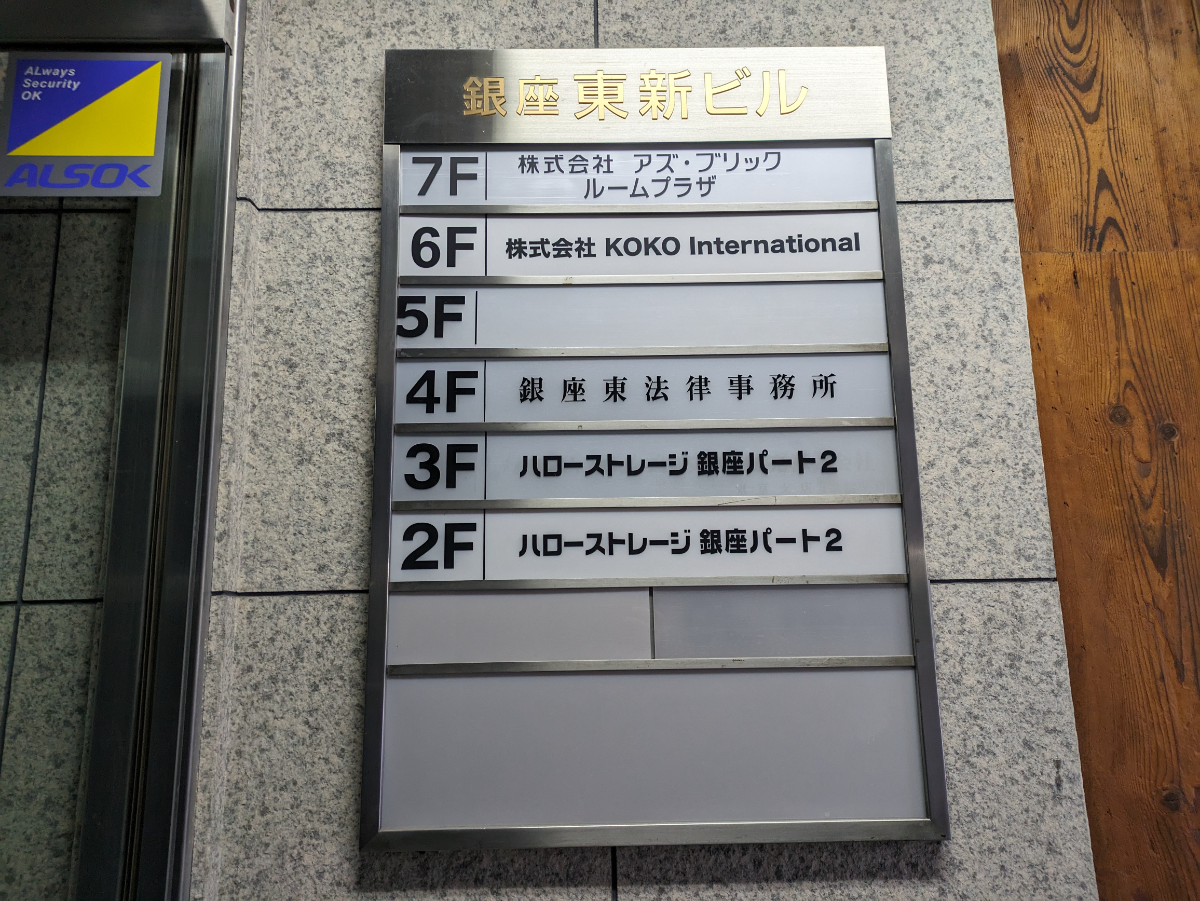 ALways
Security
OK
ALSOK
銀座東新ビル
7F 株式会社 アズ・ブリック
ルームプラザ
6F 株式会社 KOKO International
5F
4F 銀座東法律事務所
3F ハローストレージ 銀座パート2
2F ハローストレージ 銀座パート2